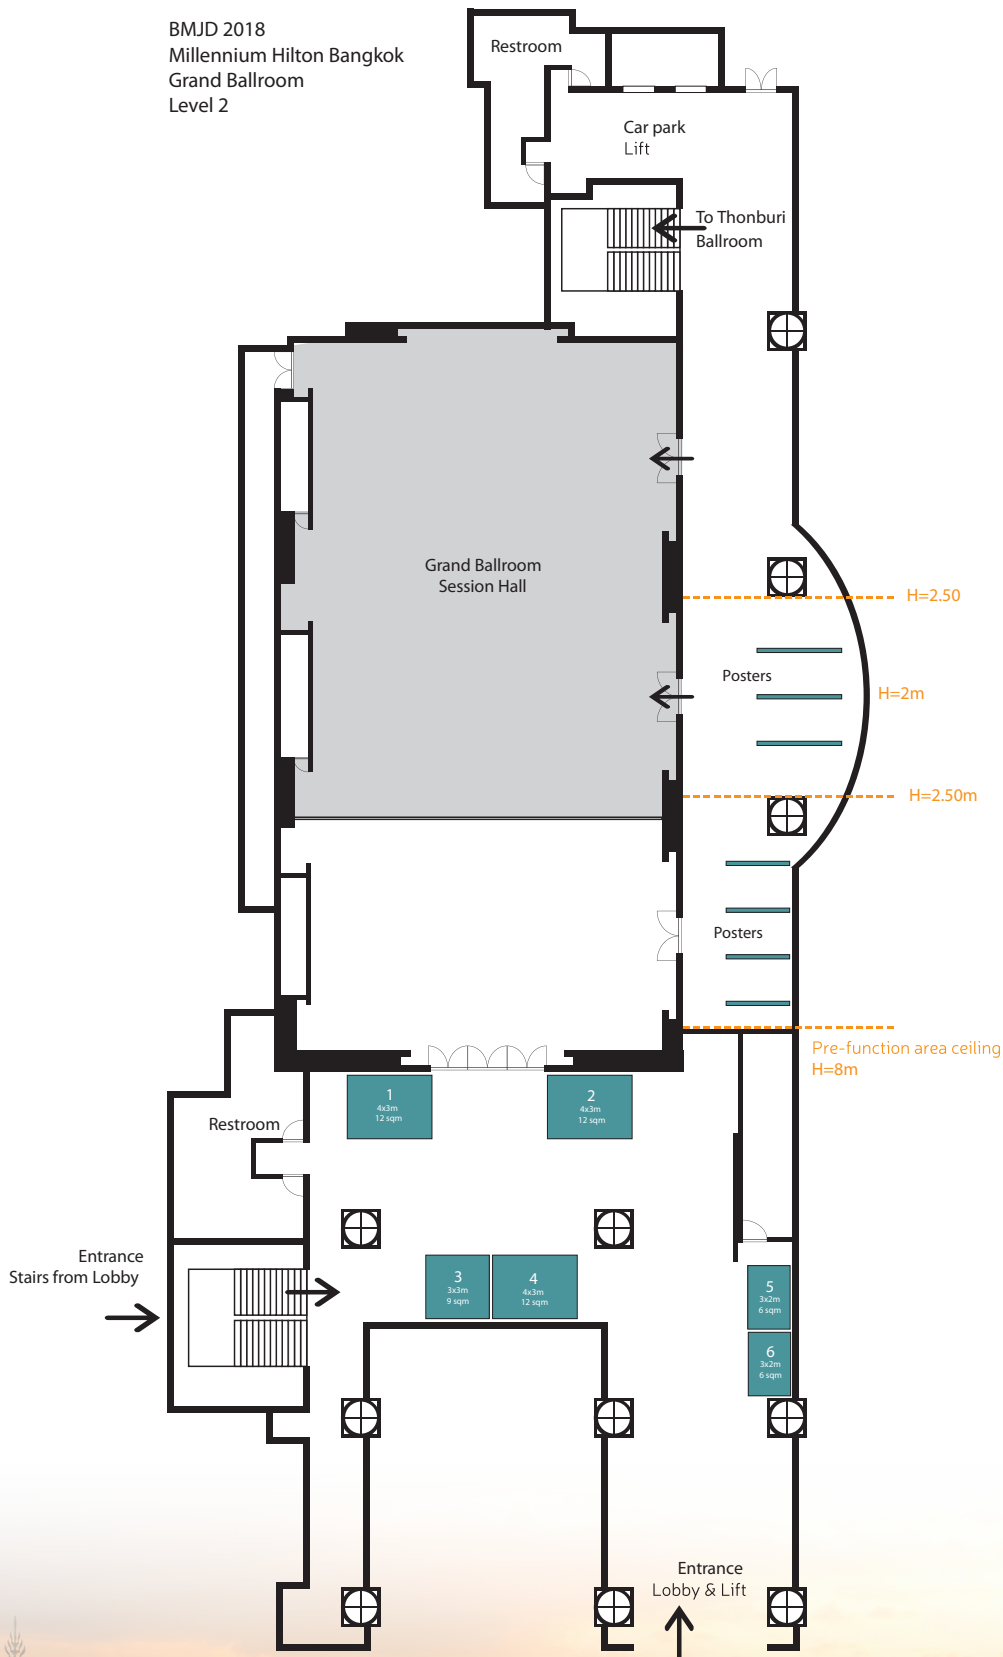 BMJD 2018
Millennium Hilton Bangkok
Grand Ballroom
Level 2
Restroom
Car park
Lift
To Thonburi
Ballroom
Grand Ballroom
Session Hall
H=2.50
Posters
H=2m
H=2.50m
Posters
Pre-function area ceiling
H=8m
1
4x3m
12 sqm
2
4x3m
12 sqm
Restroom
Entrance
Stairs from Lobby
3
3x3m
9 sqm
4
4x3m
12 sqm
5
3x2m
6 sqm
6
3x2m
6 sqm
Entrance
Lobby & Lift